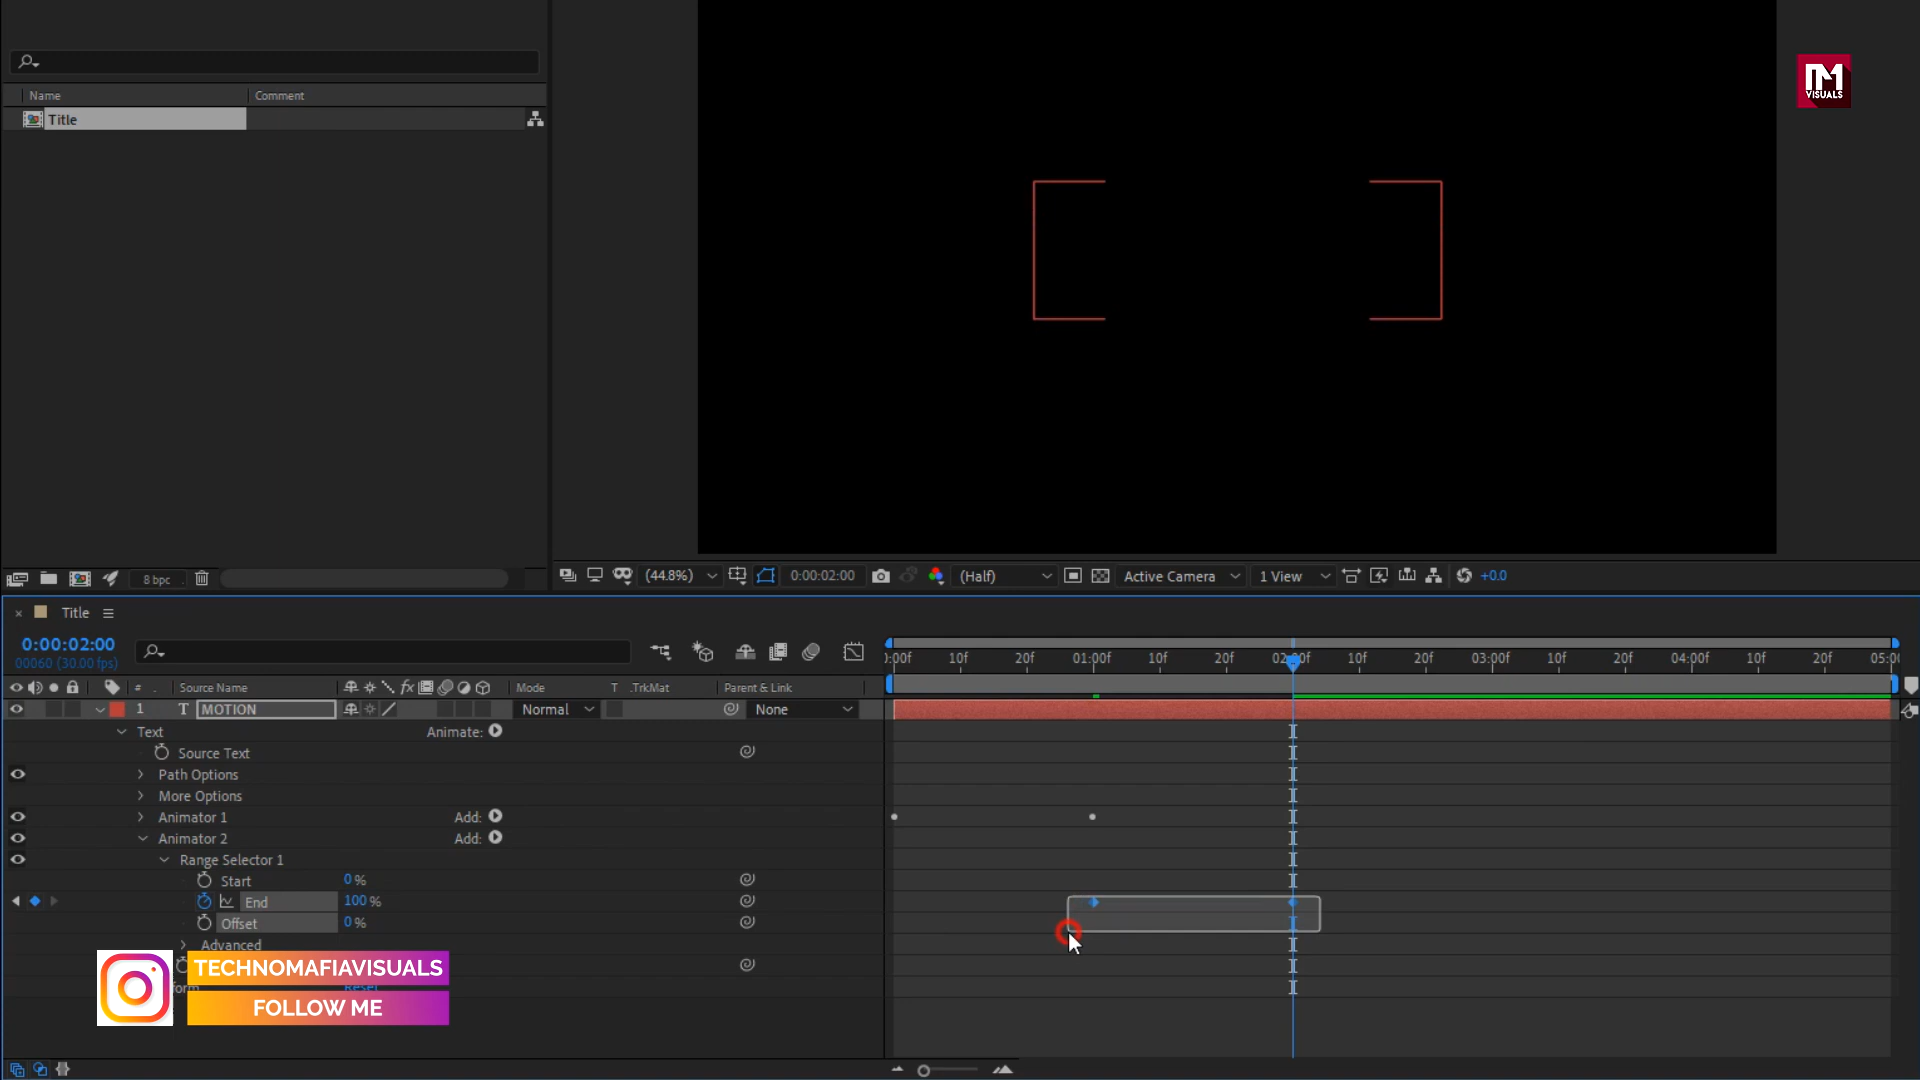 M
VISUALS
Name Comment
Title
8 bpc
(44.8%) 0:00:02:00 (Half) Active Camera 1 View +0.0
Title
0:00:02:00
00060 (30.00 fps)
:00f 10f 20f 01:00f 10f 20f 02:00f 10f 20f 03:00f 10f 20f 04:00f 10f 20f 05:00
# Source Name fx Mode T .TrkMat Parent & Link
1 T MOTION Normal None
Text Animate:
Source Text
Path Options
More Options
Animator 1 Add:
Animator 2 Add:
Range Selector 1
Start 0 %
End 100 %
Offset 0 %
Advanced
TECHNOMAFIAVISUALS
form Reset
FOLLOW ME